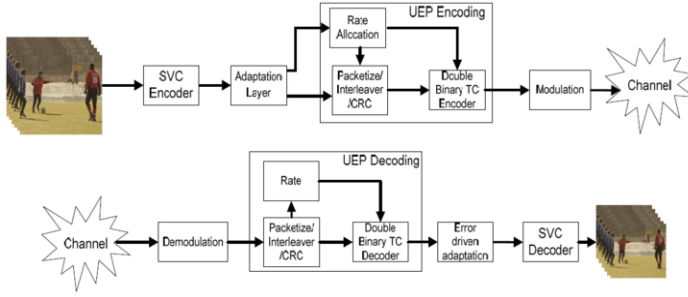 UEP Encoding
Rate
Allocation
SVC
Encoder
Adaptation
Layer
Packetize/
Interleaver
/CRC
Double
Binary TC
Encoder
Modulation
Channel
UEP Decoding
Rate
Channel
Demodulation
Packetize/
Interleaver
/CRC
Double
Binary TC
Decoder
Error
driven
adaptation
SVC
Decoder